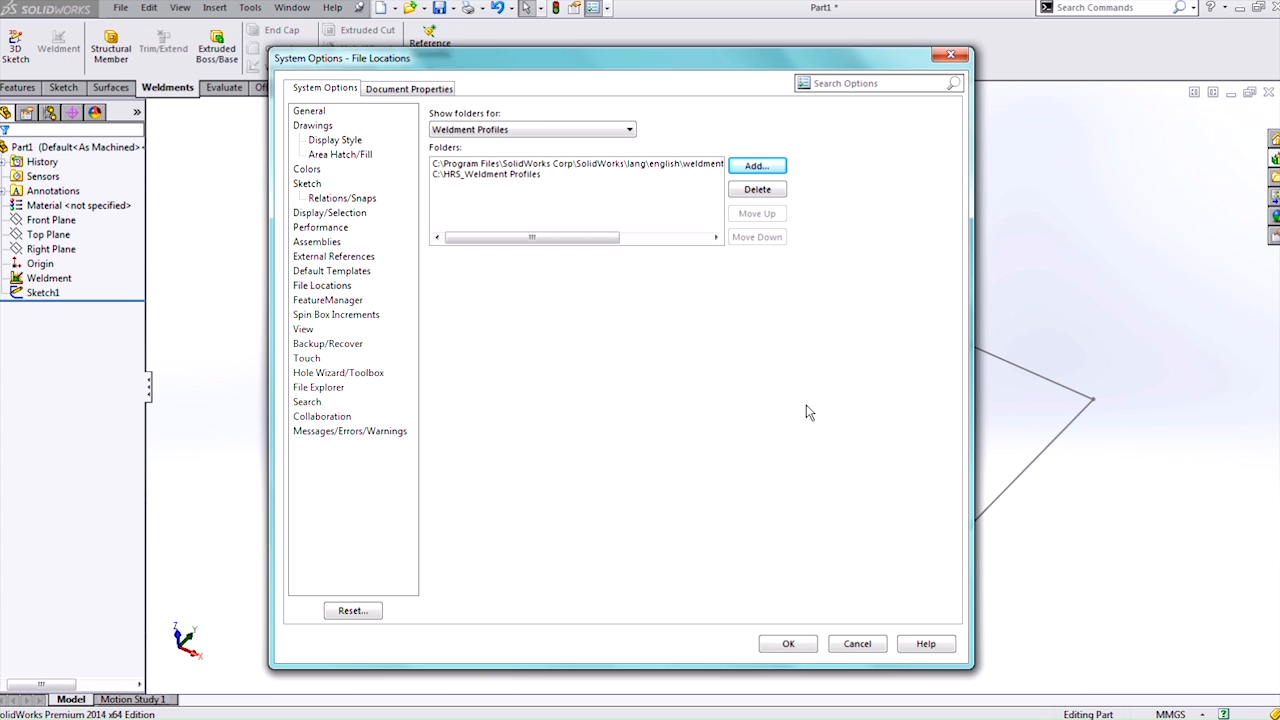 SOLIDWORKS
File Edit View Insert Tools Window Help
Part1 *
Search Commands
3D Sketch
Weldment
Structural Member
Trim/Extend
Extruded Boss/Base
End Cap
Extruded Cut
Reference
Features Sketch Surfaces Weldments Evaluate
System Options - File Locations
System Options
Document Properties
Search Options
Part1 (Default<As Machined>
History
Sensors
Annotations
Material <not specified>
Front Plane
Top Plane
Right Plane
Origin
Weldment
Sketch1
General
Drawings
Display Style
Area Hatch/Fill
Colors
Sketch
Relations/Snaps
Display/Selection
Performance
Assemblies
External References
Default Templates
File Locations
FeatureManager
Spin Box Increments
View
Backup/Recover
Touch
Hole Wizard/Toolbox
File Explorer
Search
Collaboration
Messages/Errors/Warnings
Reset...
Show folders for:
Weldment Profiles
Folders:
C:\Program Files\SolidWorks Corp\SolidWorks\lang\english\weldment
C:\HRS_Weldment Profiles
Add...
Delete
Move Up
Move Down
OK
Cancel
Help
Z
Y
X
Model
Motion Study 1
SolidWorks Premium 2014 x64 Edition
Editing Part
MMGS